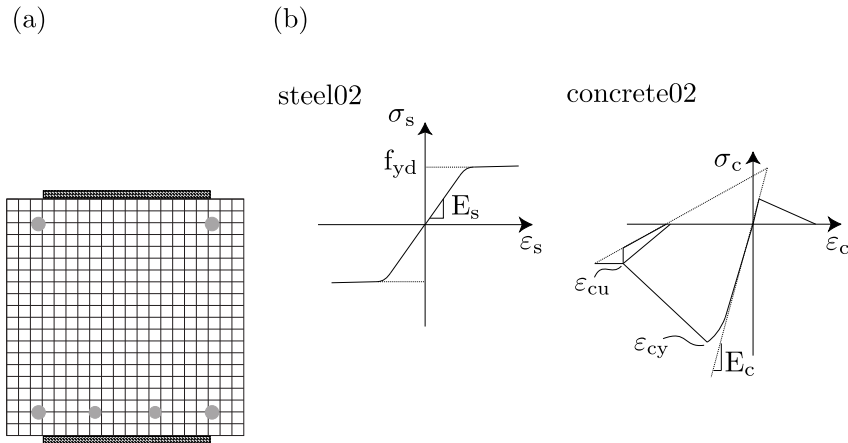 (a)
(b)
steel02
concrete02
σs
σc
fyd
Es
εs
εc
εcu
εcy
Ec